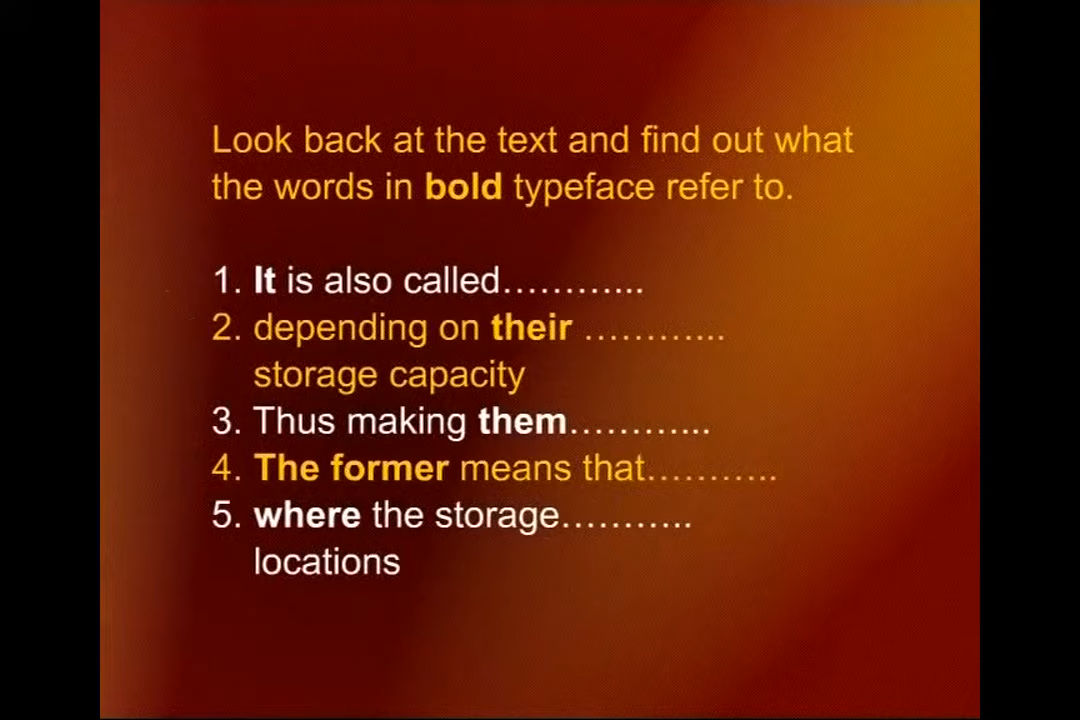 Look back at the text and find out what
the words in bold typeface refer to.
1. It is also called………...
2. depending on their ………...
storage capacity
3. Thus making them………...
4. The former means that………..
5. where the storage………..
locations